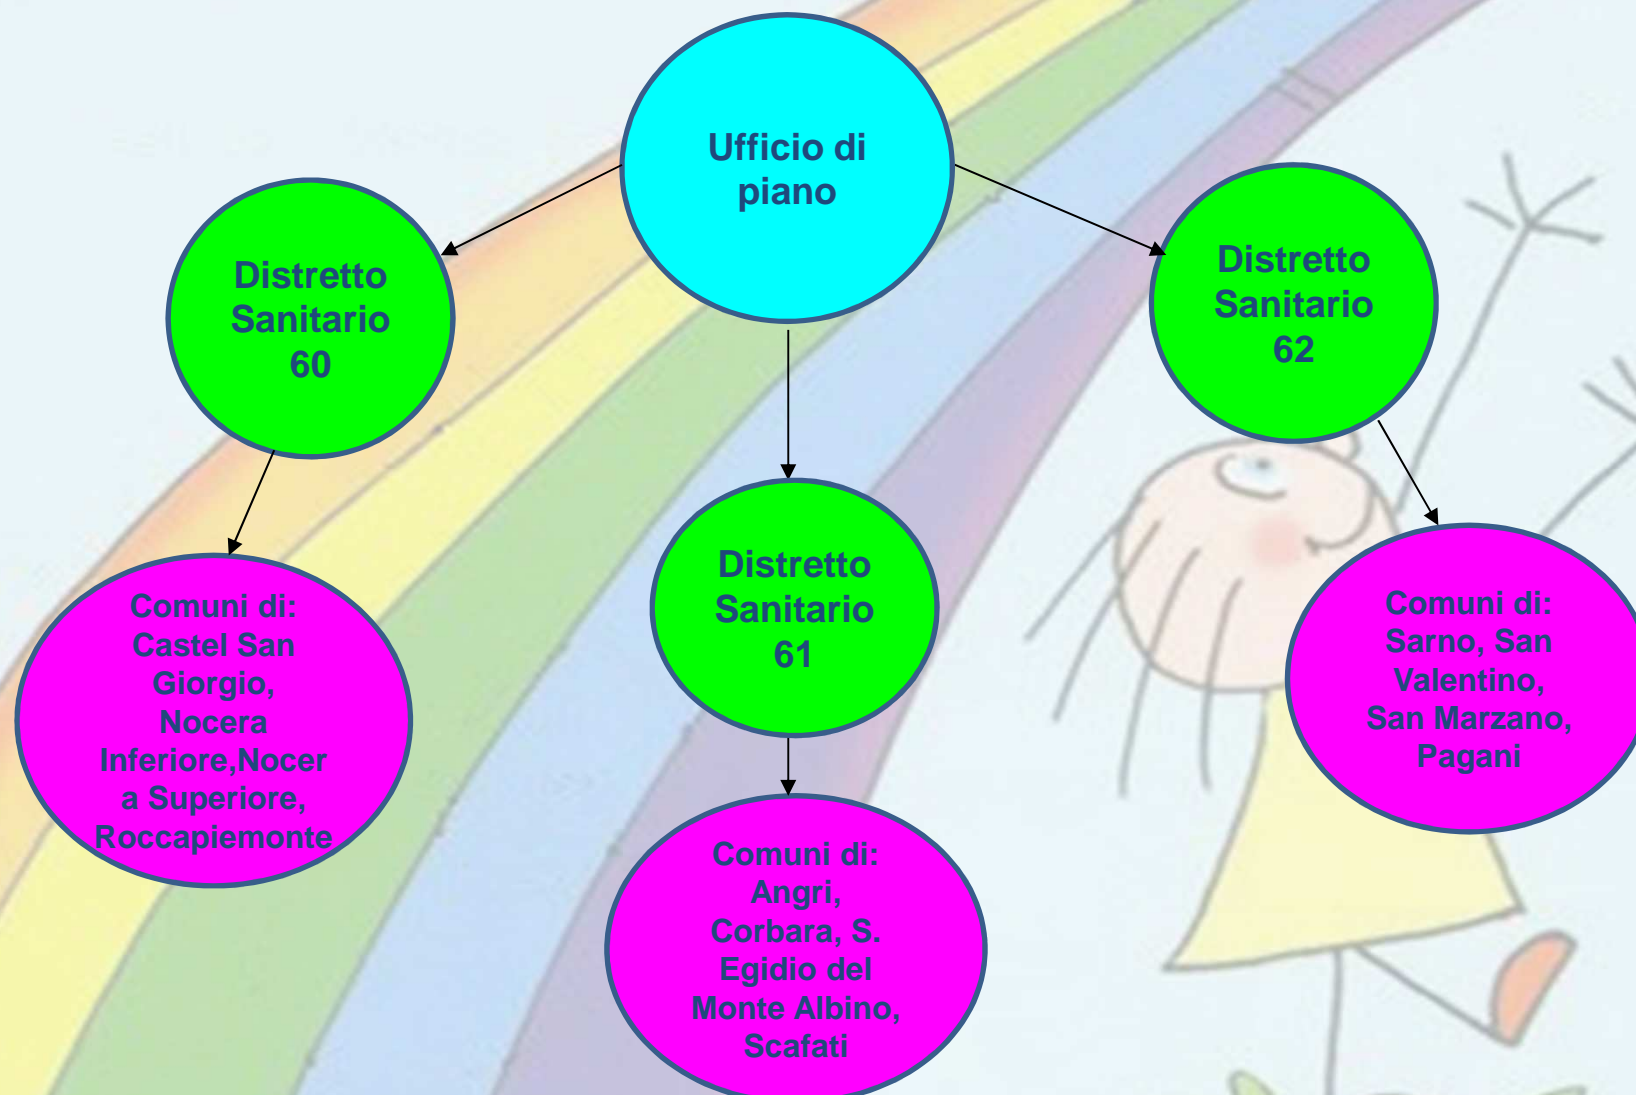 Ufficio di
piano
Distretto
Sanitario
60
Distretto
Sanitario
62
Distretto
Sanitario
61
Comuni di:
Castel San
Giorgio,
Nocera
Inferiore,Nocer
a Superiore,
Roccapiemonte
Comuni di:
Sarno, San
Valentino,
San Marzano,
Pagani
Comuni di:
Angri,
Corbara, S.
Egidio del
Monte Albino,
Scafati